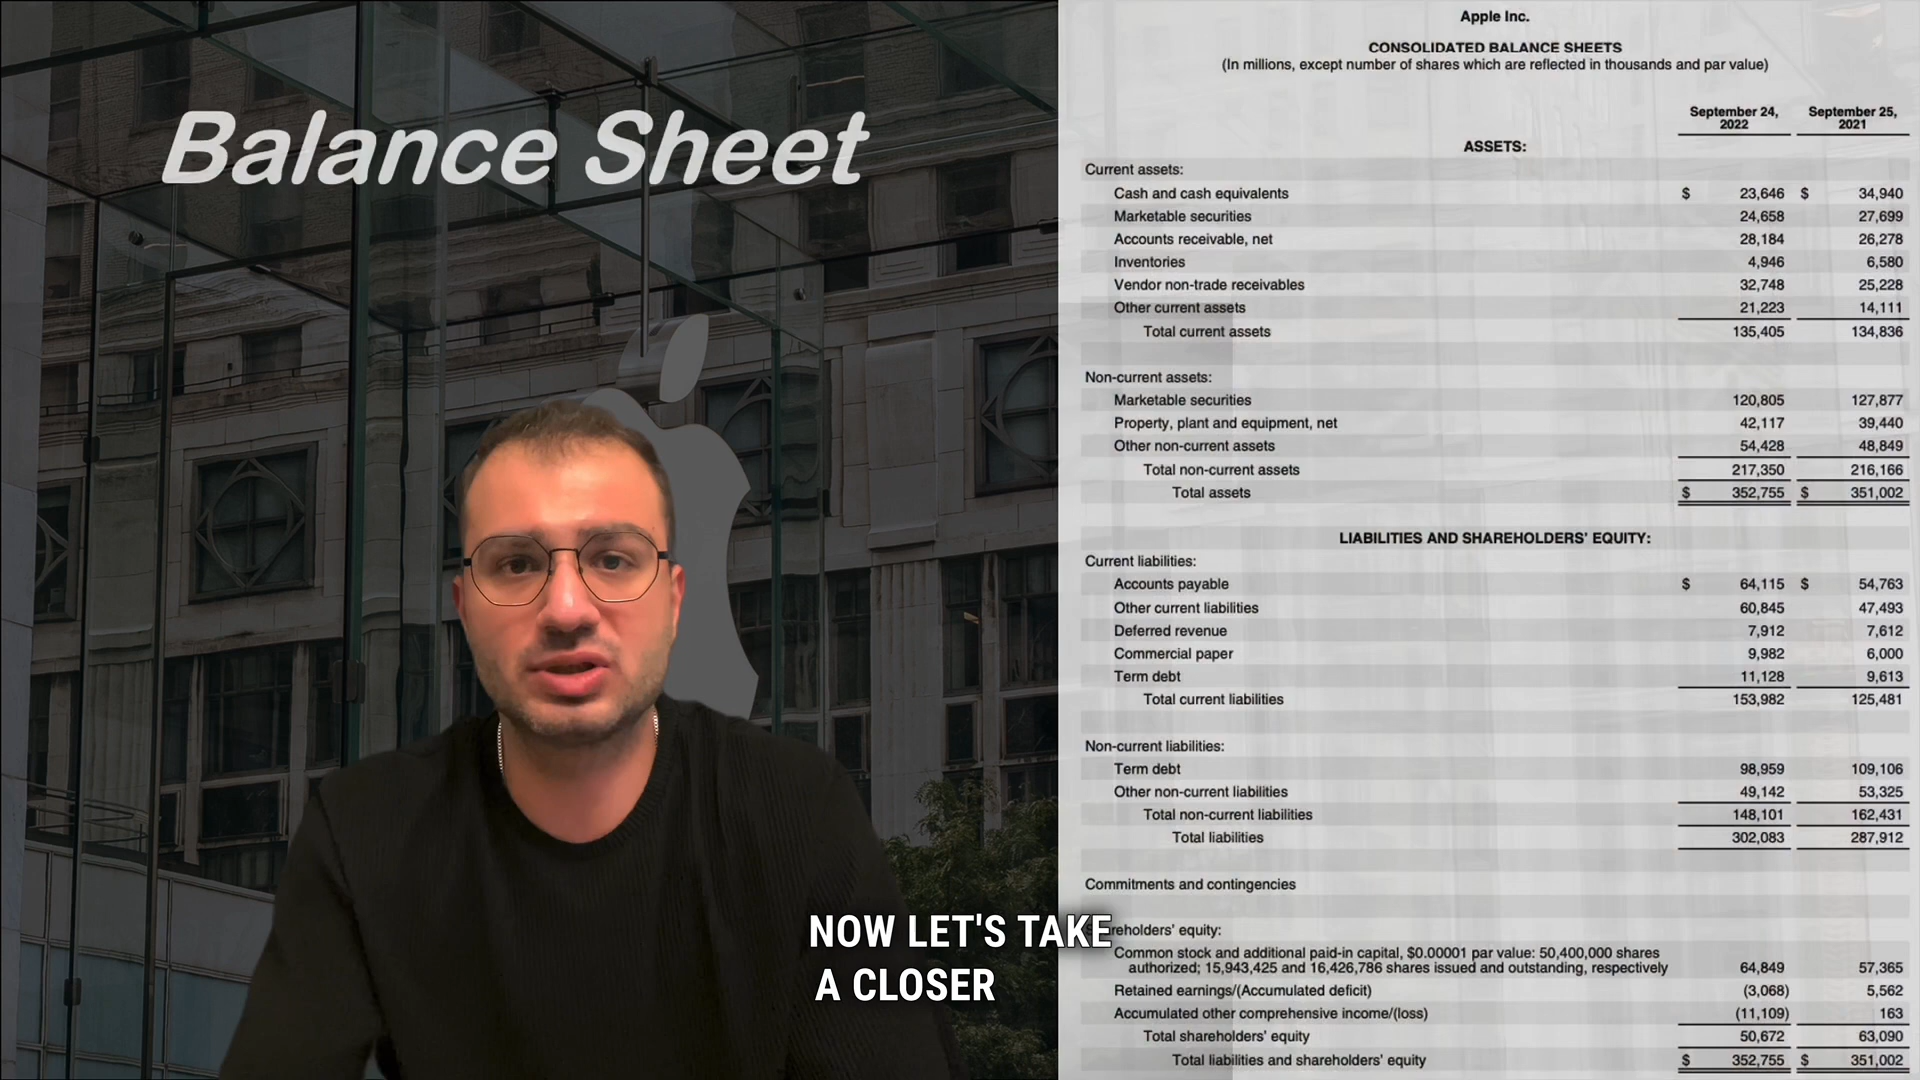 Balance Sheet
NOW LET'S TAKE
A CLOSER
Apple Inc.
CONSOLIDATED BALANCE SHEETS
(In millions, except number of shares which are reflected in thousands and par value)
September 24, 2022 September 25, 2021
ASSETS:
Current assets:
Cash and cash equivalents $ 23,646 $ 34,940
Marketable securities 24,658 27,699
Accounts receivable, net 28,184 26,278
Inventories 4,946 6,580
Vendor non-trade receivables 32,748 25,228
Other current assets 21,223 14,111
Total current assets 135,405 134,836
Non-current assets:
Marketable securities 120,805 127,877
Property, plant and equipment, net 42,117 39,440
Other non-current assets 54,428 48,849
Total non-current assets 217,350 216,166
Total assets $ 352,755 $ 351,002
LIABILITIES AND SHAREHOLDERS' EQUITY:
Current liabilities:
Accounts payable $ 64,115 $ 54,763
Other current liabilities 60,845 47,493
Deferred revenue 7,912 7,612
Commercial paper 9,982 6,000
Term debt 11,128 9,613
Total current liabilities 153,982 125,481
Non-current liabilities:
Term debt 98,959 109,106
Other non-current liabilities 49,142 53,325
Total non-current liabilities 148,101 162,431
Total liabilities 302,083 287,912
Commitments and contingencies
equity:
Common stock and additional paid-in capital, $0.00001 par value: 50,400,000 shares
authorized; 15,943,425 and 16,426,786 shares issued and outstanding, respectively 64,849 57,365
Retained earnings/(Accumulated deficit) (3,068) 5,562
Accumulated other comprehensive income/(loss) (11,109) 163
Total shareholders' equity 50,672 63,090
Total liabilities and shareholders' equity $ 352,755 $ 351,002